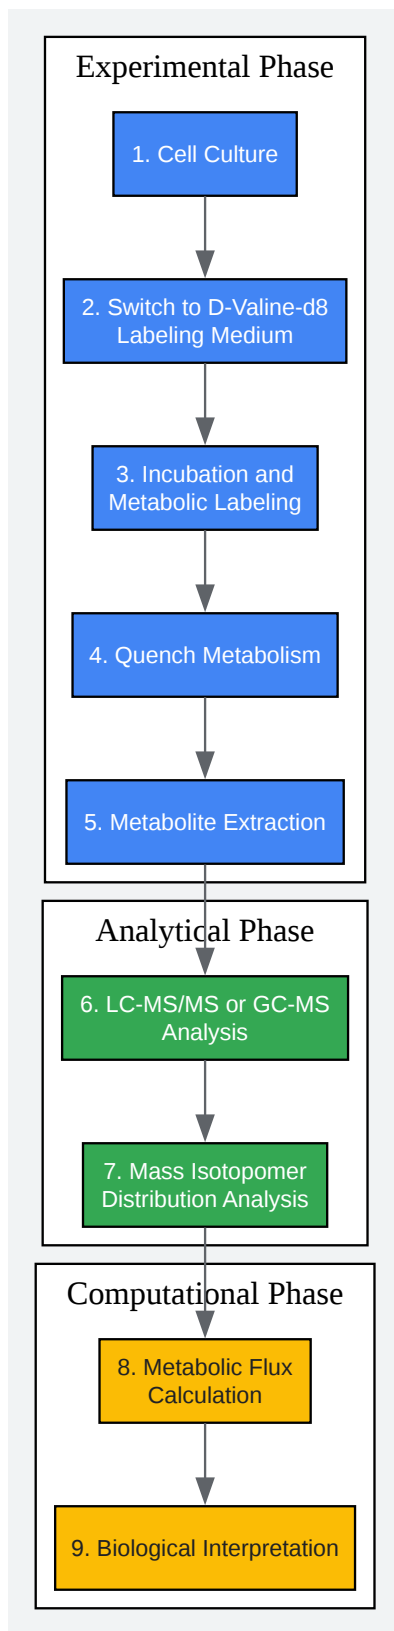 Experimental Phase
1. Cell Culture
2. Switch to D-Valine-d8
Labeling Medium
3. Incubation and
Metabolic Labeling
4. Quench Metabolism
5. Metabolite Extraction
Analytical Phase
6. LC-MS/MS or GC-MS
Analysis
7. Mass Isotopomer
Distribution Analysis
Computational Phase
8. Metabolic Flux
Calculation
9. Biological Interpretation